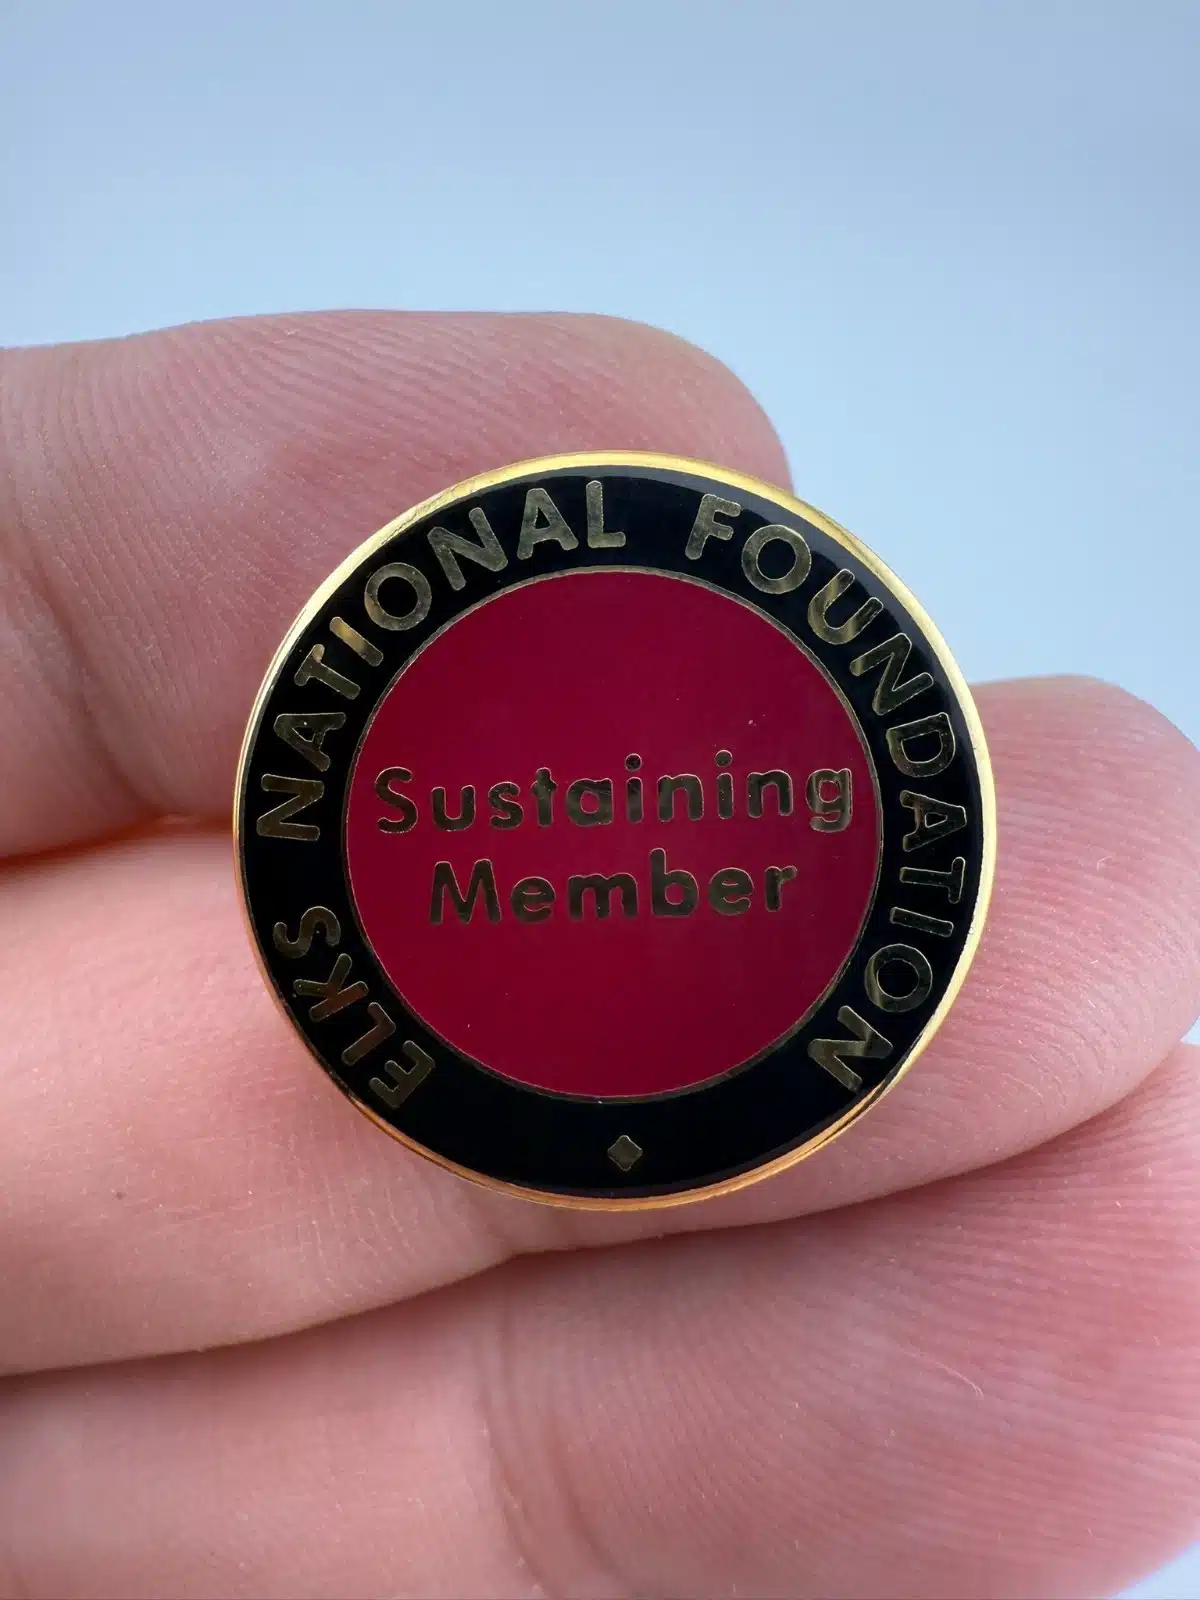 ELKS NATIONAL FOUNDATION
Sustaining
Member